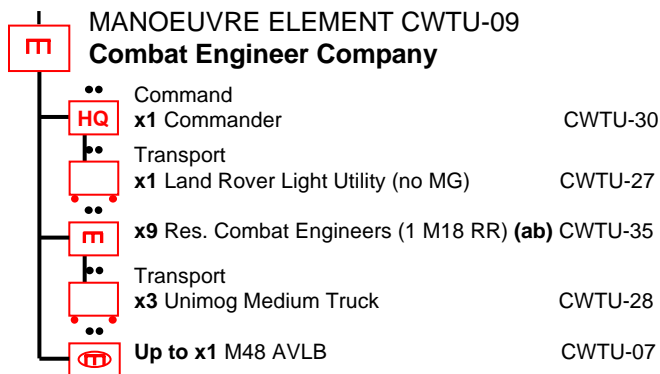 MANOEUVRE ELEMENT CWTU-09
Combat Engineer Company
Command
HQ x1 Commander CWTU-30
Transport
x1 Land Rover Light Utility (no MG) CWTU-27
x9 Res. Combat Engineers (1 M18 RR) (ab) CWTU-35
Transport
x3 Unimog Medium Truck CWTU-28
Up to x1 M48 AVLB CWTU-07